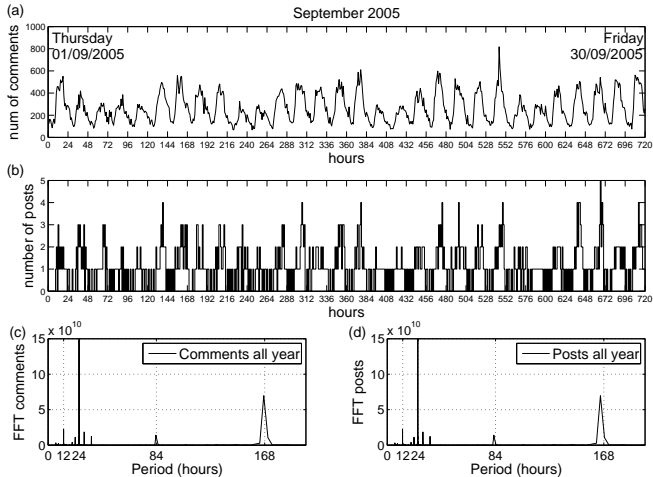 (a)
September 2005
Thursday
01/09/2005
Friday
30/09/2005
num of comments
1000
800
600
400
200
0
0 24 48 72 96 120 144 168 192 216 240 264 288 312 336 360 384 408 432 456 480 504 528 552 576 600 624 648 672 696 720
hours
(b)
number of posts
5
4
3
2
1
0
0 24 48 72 96 120 144 168 192 216 240 264 288 312 336 360 384 408 432 456 480 504 528 552 576 600 624 648 672 696 720
hours
(c)
x 10^10
Comments all year
FFT comments
15
10
5
0
0 12 24 84 168
Period (hours)
(d)
x 10^10
Posts all year
FFT posts
15
10
5
0
0 12 24 84 168
Period (hours)